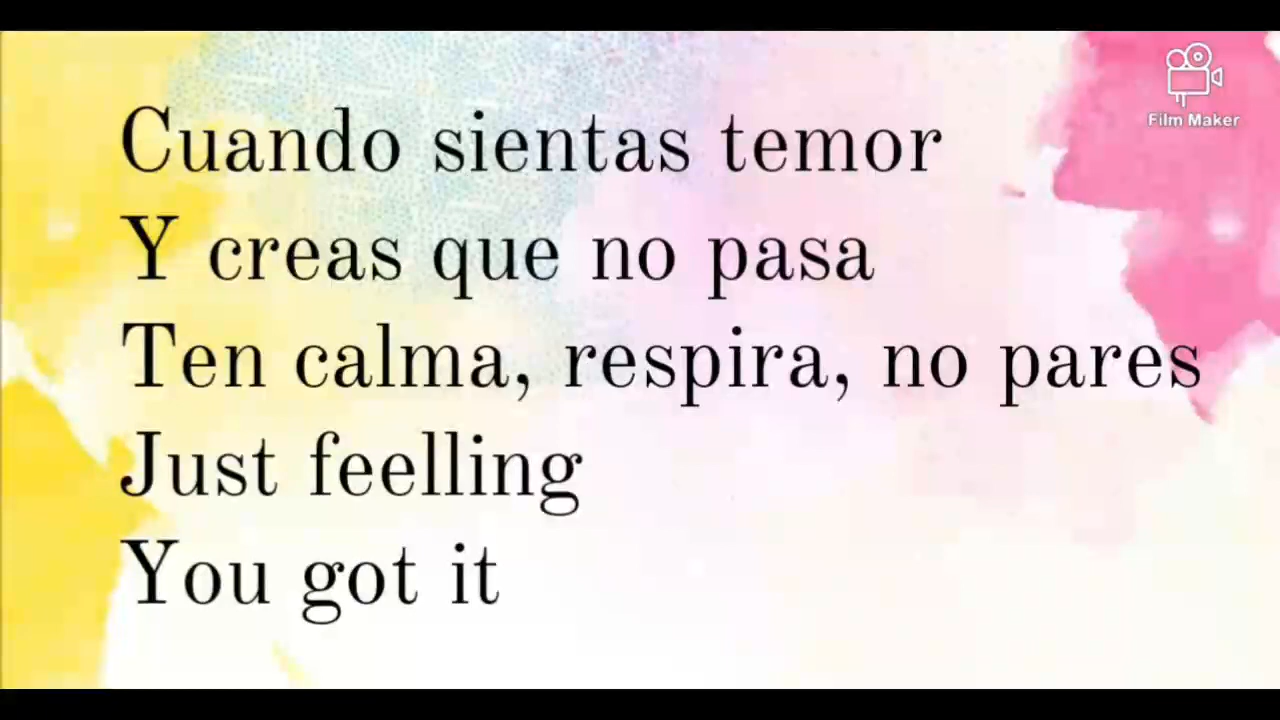 Film Maker
Cuando sientas temor
Y creas que no pasa
Ten calma, respira, no pares
Just feelling
You got it